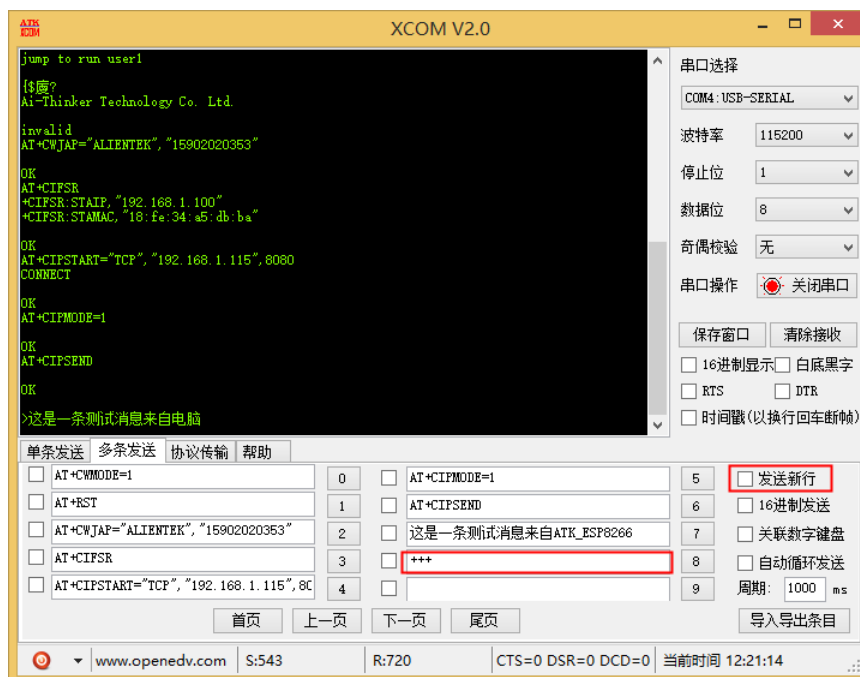 ATK
XCOM
XCOM V2.0
jump to run user1
Ai-Thinker Technology Co. Ltd.
invalid
AT+CWJAP="ALIENTEK","15902020353"
OK
AT+CIFSR
+CIFSR:STAIP,"192.168.1.100"
+CIFSR:STAMAC,"18:fe:34:a5:db:ba"
OK
AT+CIPSTART="TCP","192.168.1.115",8080
CONNECT
OK
AT+CIPMODE=1
OK
AT+CIPSEND
OK
>这是一条测试消息来自电脑
串口选择
COM4:USB-SERIAL
波特率 115200
停止位 1
数据位 8
奇偶校验 无
串口操作 关闭串口
保存窗口 清除接收
16进制显示 白底黑字
RTS DTR
时间戳(以换行回车断帧)
单条发送 多条发送 协议传输 帮助
AT+CWMODE=1 0 AT+CIPMODE=1 5 发送新行
AT+RST 1 AT+CIPSEND 6 16进制发送
AT+CWJAP="ALIENTEK","15902020353" 2 这是一条测试消息来自ATK_ESP8266 7 关联数字键盘
AT+CIFSR 3 +++ 8 自动循环发送
AT+CIPSTART="TCP","192.168.1.115",8 4 9 周期: 1000 ms
首页 上一页 下一页 尾页 导入导出条目
www.openedv.com S:543 R:720 CTS=0 DSR=0 DCD=0 当前时间 12:21:14